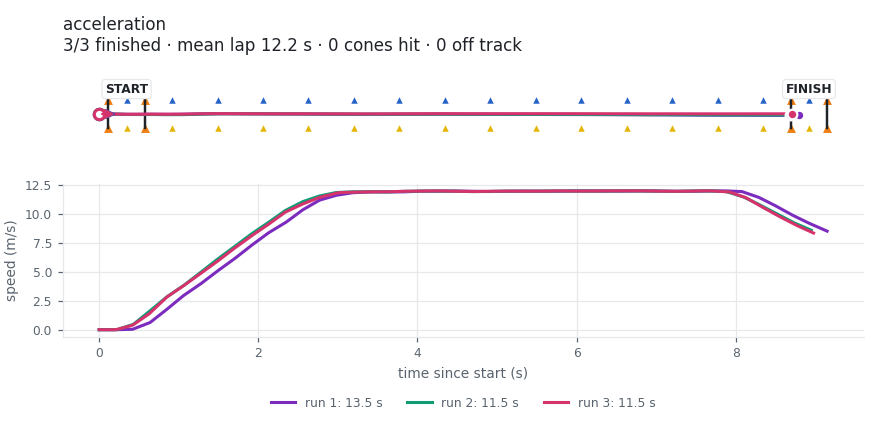 acceleration
3/3 finished · mean lap 12.2 s · 0 cones hit · 0 off track
START
FINISH
12.5
10.0
7.5
5.0
2.5
0.0
speed (m/s)
0
2
4
6
8
time since start (s)
run 1: 13.5 s
run 2: 11.5 s
run 3: 11.5 s